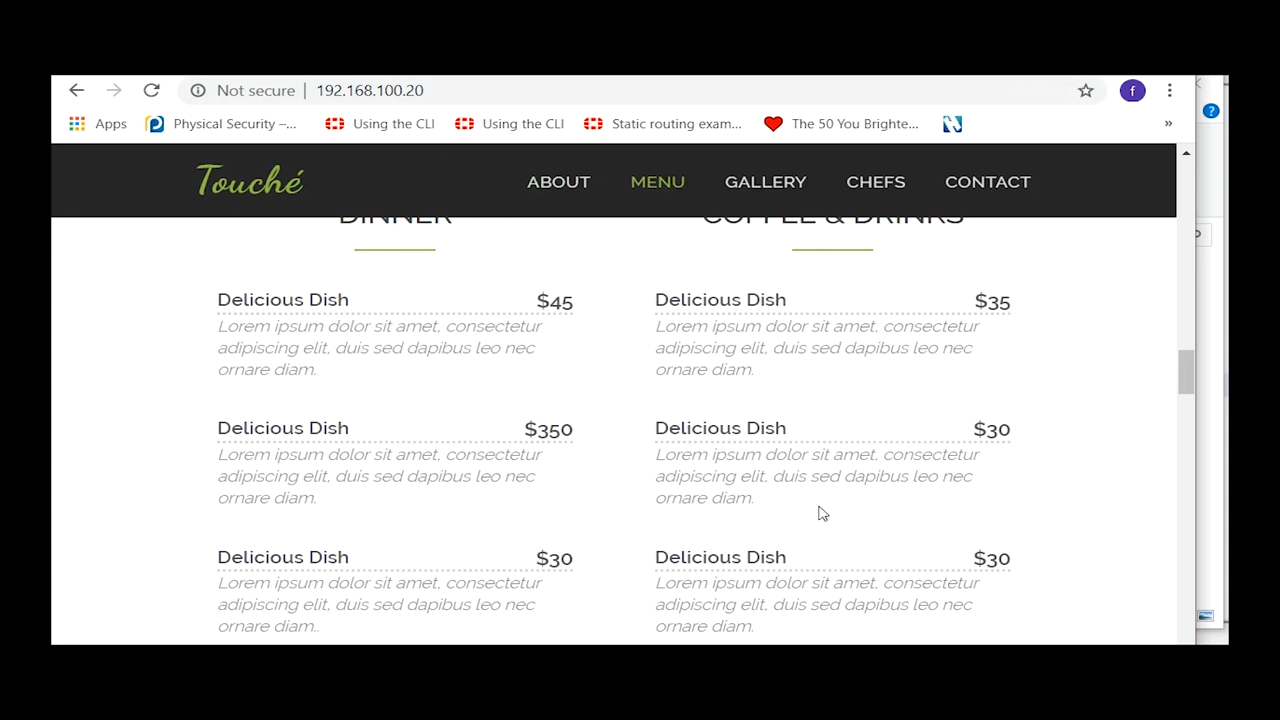 Not secure | 192.168.100.20
f
Apps
Physical Security –...
Using the CLI
Using the CLI
Static routing exam...
The 50 You Brighte...
»
?
Touché
ABOUT
MENU
GALLERY
CHEFS
CONTACT
DINNER
Delicious Dish $45
Lorem ipsum dolor sit amet, consectetur
adipiscing elit, duis sed dapibus leo nec
ornare diam.
Delicious Dish $350
Lorem ipsum dolor sit amet, consectetur
adipiscing elit, duis sed dapibus leo nec
ornare diam.
Delicious Dish $30
Lorem ipsum dolor sit amet, consectetur
adipiscing elit, duis sed dapibus leo nec
ornare diam..
COFFEE & DRINKS
Delicious Dish $35
Lorem ipsum dolor sit amet, consectetur
adipiscing elit, duis sed dapibus leo nec
ornare diam.
Delicious Dish $30
Lorem ipsum dolor sit amet, consectetur
adipiscing elit, duis sed dapibus leo nec
ornare diam.
Delicious Dish $30
Lorem ipsum dolor sit amet, consectetur
adipiscing elit, duis sed dapibus leo nec
ornare diam.